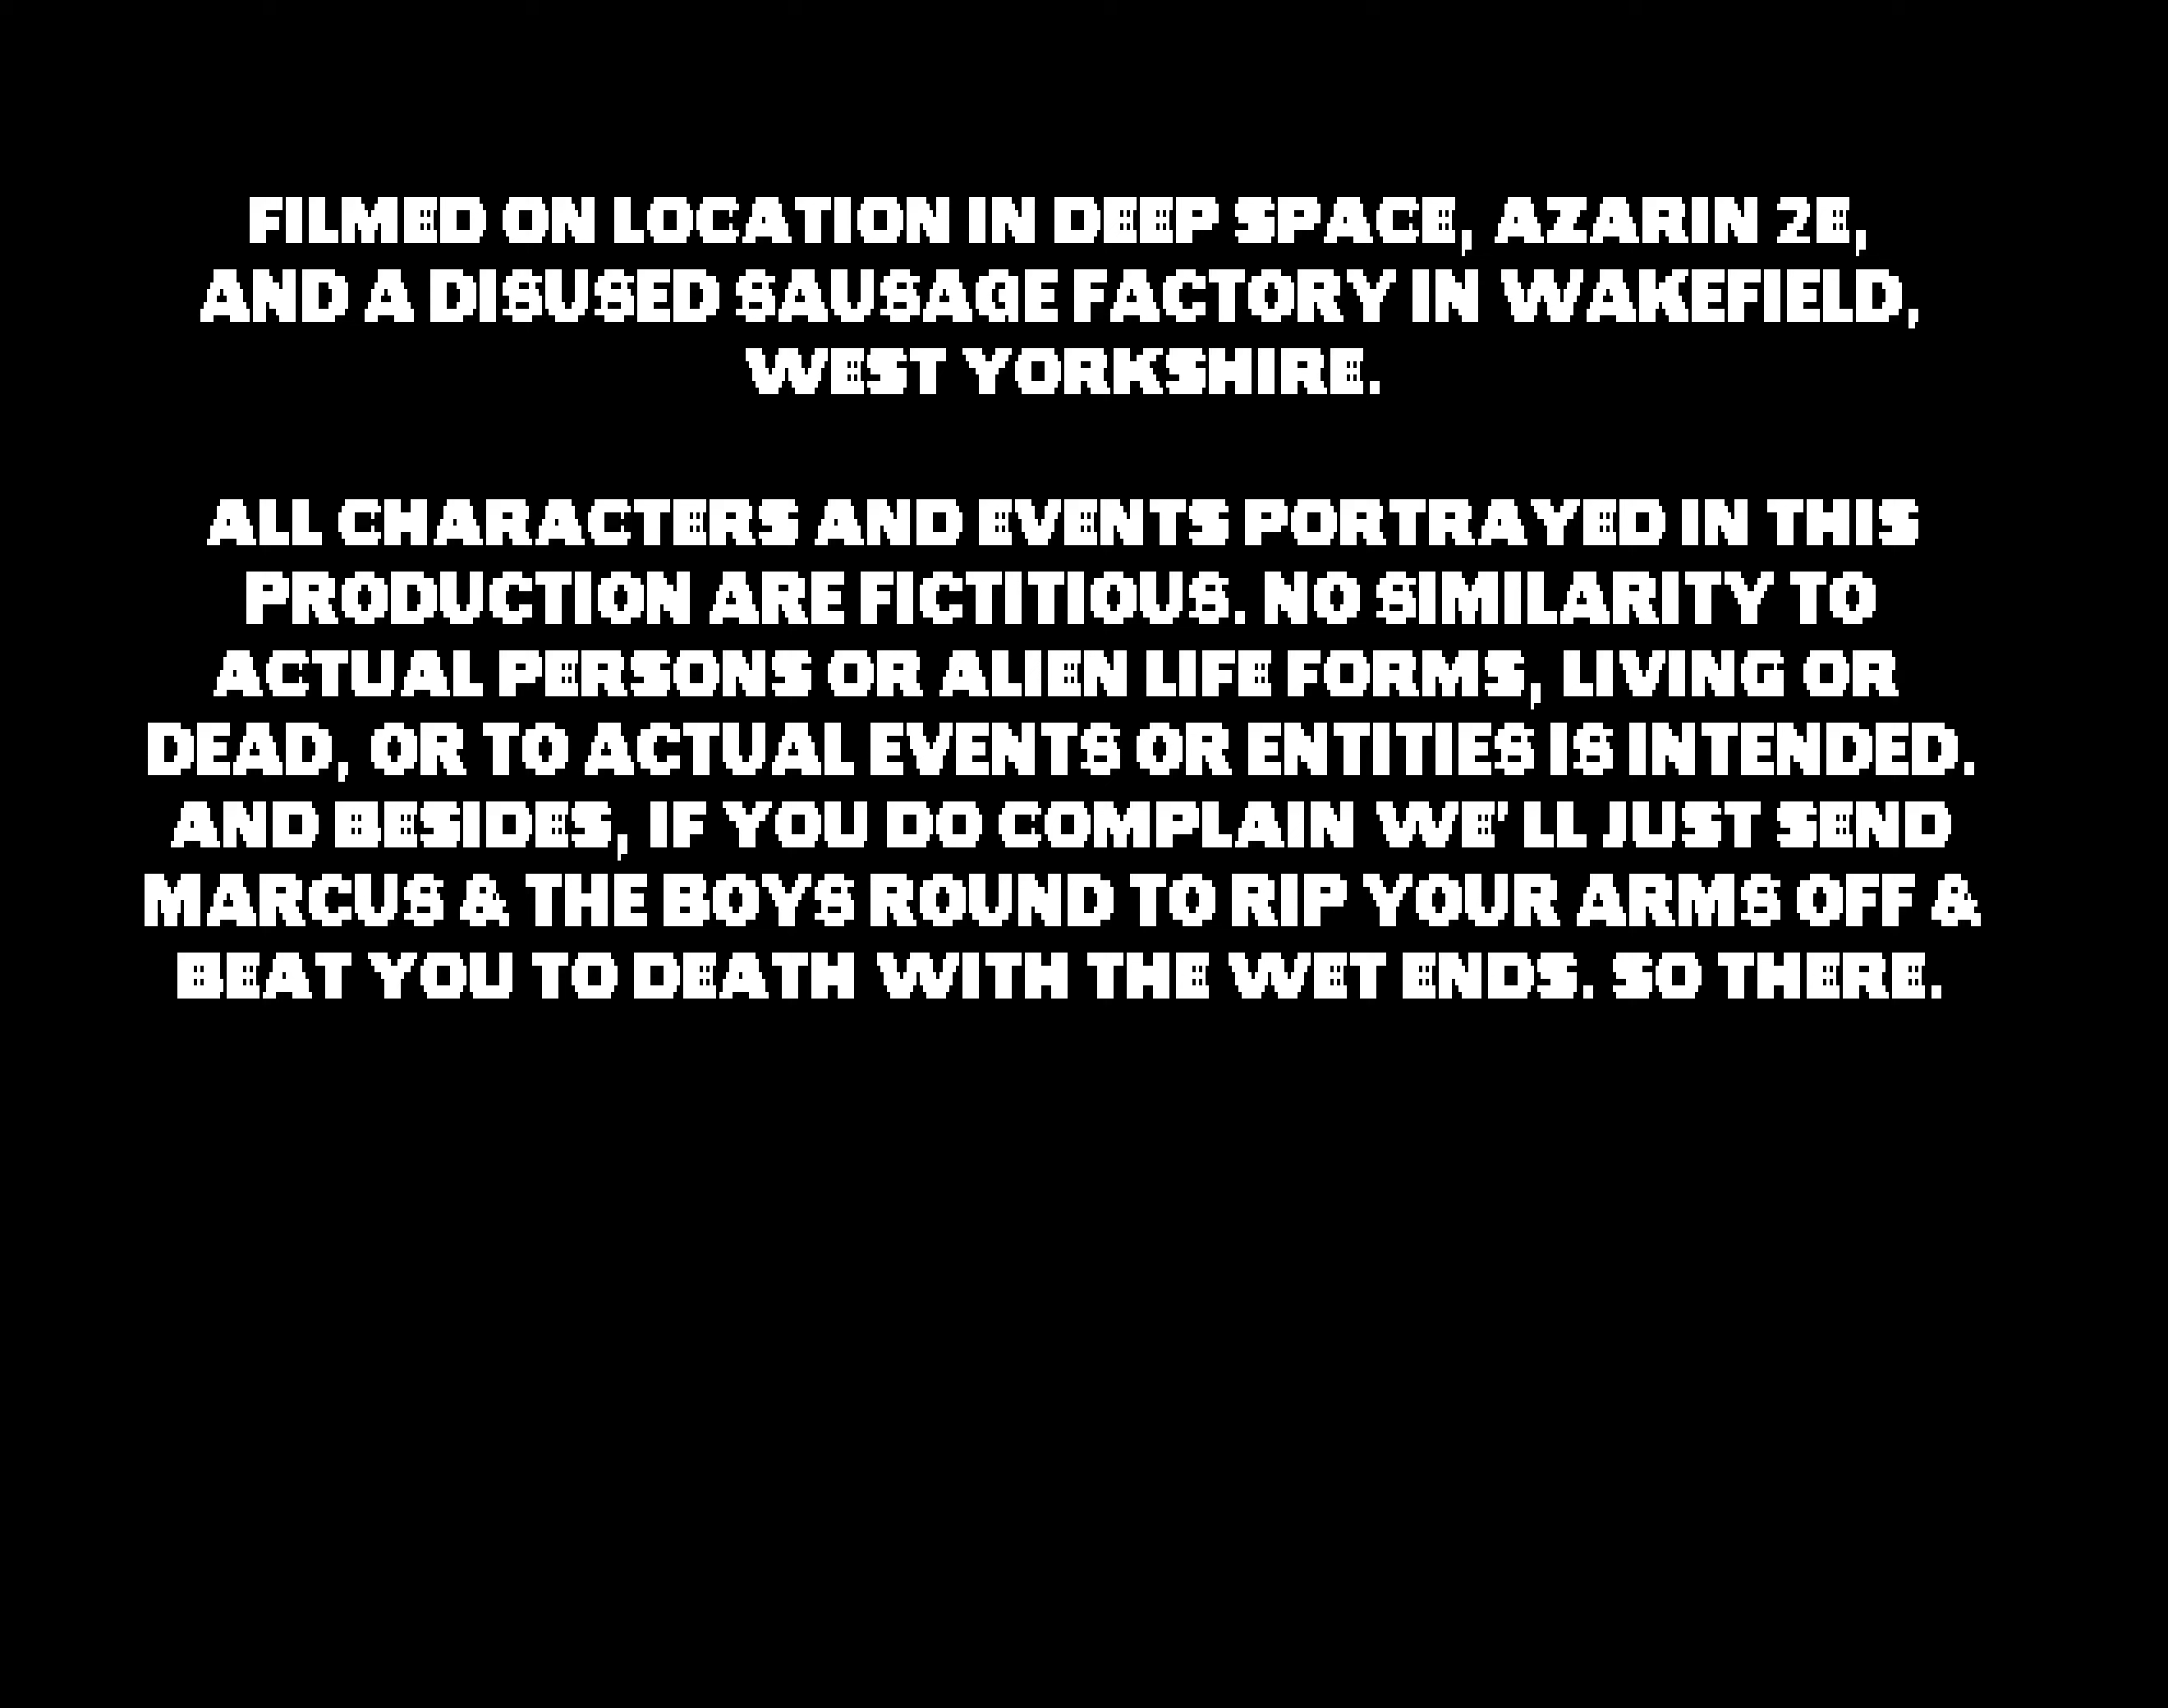 FILMED ON LOCATION IN DEEP SPACE, AZARIN 2E,
AND A DISUSED SAUSAGE FACTORY IN WAKEFIELD,
WEST YORKSHIRE.
ALL CHARACTERS AND EVENTS PORTRAYED IN THIS
PRODUCTION ARE FICTITIOUS. NO SIMILARITY TO
ACTUAL PERSONS OR ALIEN LIFE FORMS, LIVING OR
DEAD, OR TO ACTUAL EVENTS OR ENTITIES IS INTENDED.
AND BESIDES, IF YOU DO COMPLAIN WE'LL JUST SEND
MARCUS & THE BOYS ROUND TO RIP YOUR ARMS OFF &
BEAT YOU TO DEATH WITH THE WET ENDS. SO THERE.